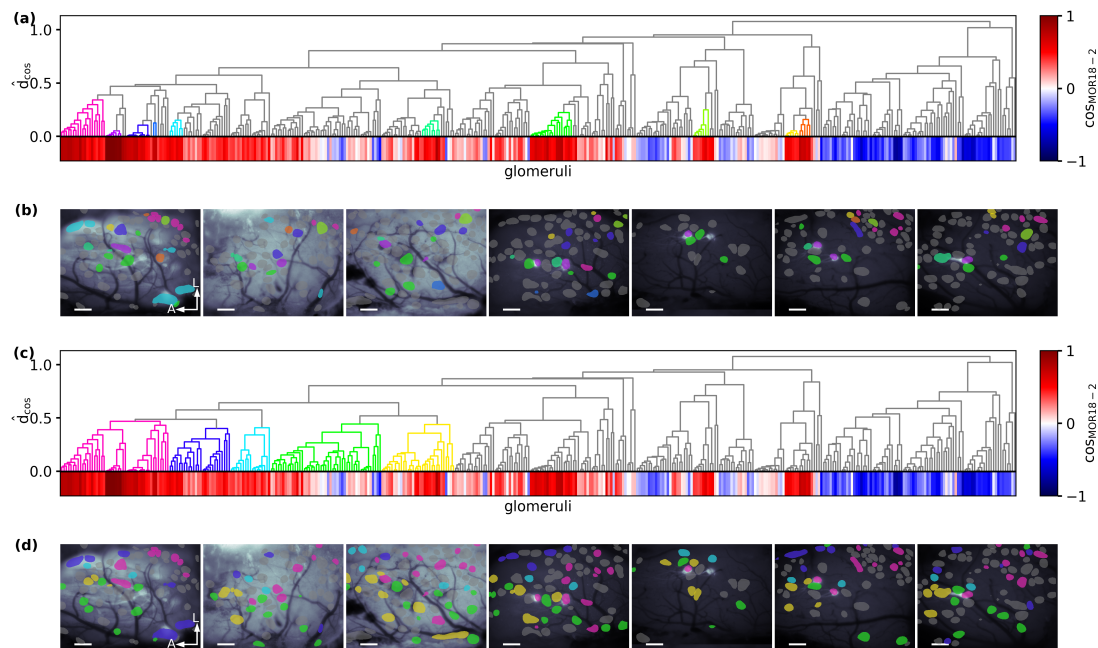 (a)
1.0
0.5
0.0
d̂cos
glomeruli
1
0
−1
cosMOR18−2
(b)
L
A
(c)
1.0
0.5
0.0
d̂cos
glomeruli
1
0
−1
cosMOR18−2
(d)
L
A